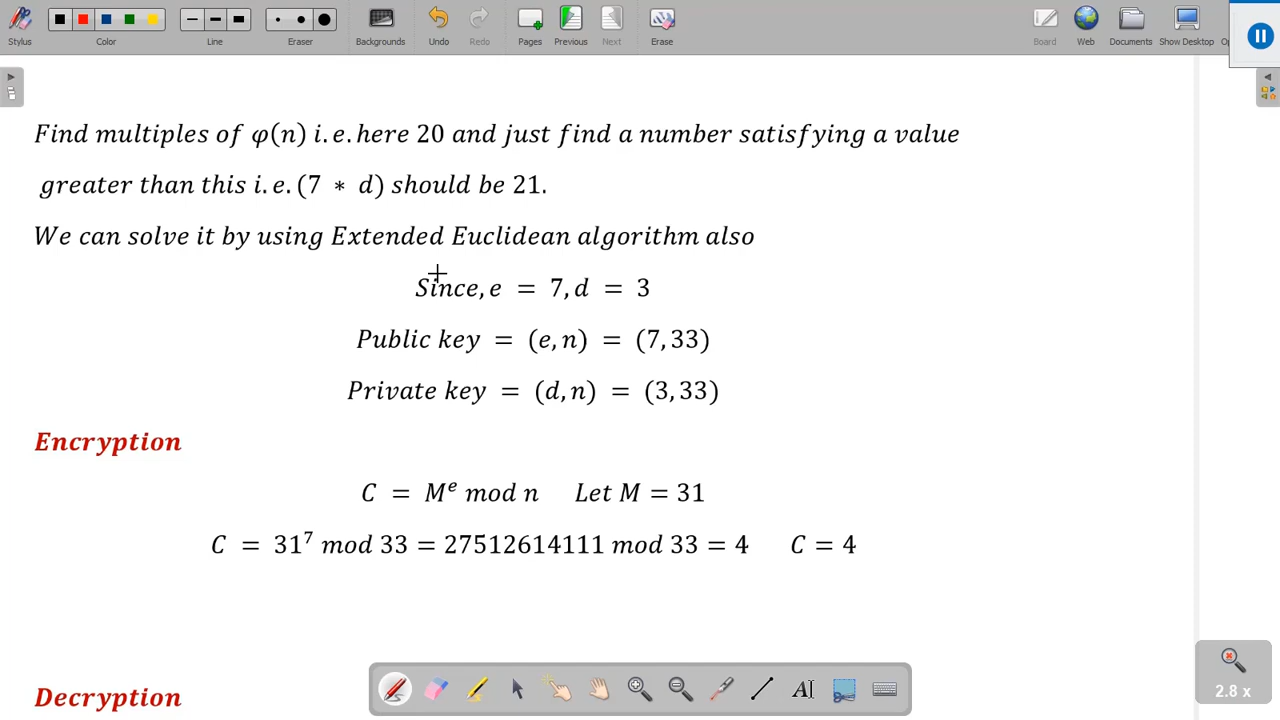 Stylus Color Line Eraser Backgrounds Undo Redo Pages Previous Next Erase Board Web Documents Show Desktop
Find multiples of φ(n) i.e. here 20 and just find a number satisfying a value
greater than this i.e. (7 * d) should be 21.
We can solve it by using Extended Euclidean algorithm also
Since, e = 7, d = 3
Public key = (e, n) = (7, 33)
Private key = (d, n) = (3, 33)
Encryption
C = Mᵉ mod n Let M = 31
C = 31⁷ mod 33 = 27512614111 mod 33 = 4 C = 4
2.8 x
Decryption